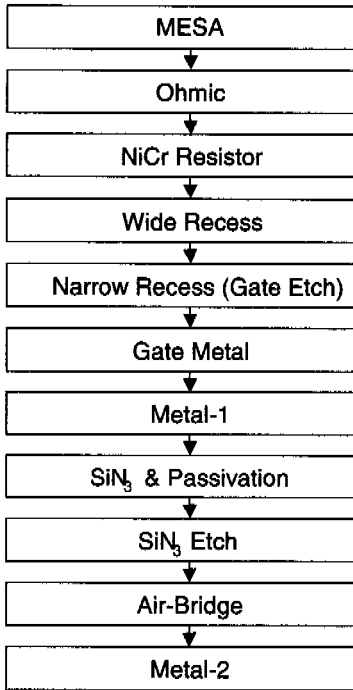 MESA
Ohmic
NiCr Resistor
Wide Recess
Narrow Recess (Gate Etch)
Gate Metal
Metal-1
SiN₃ & Passivation
SiN₃ Etch
Air-Bridge
Metal-2